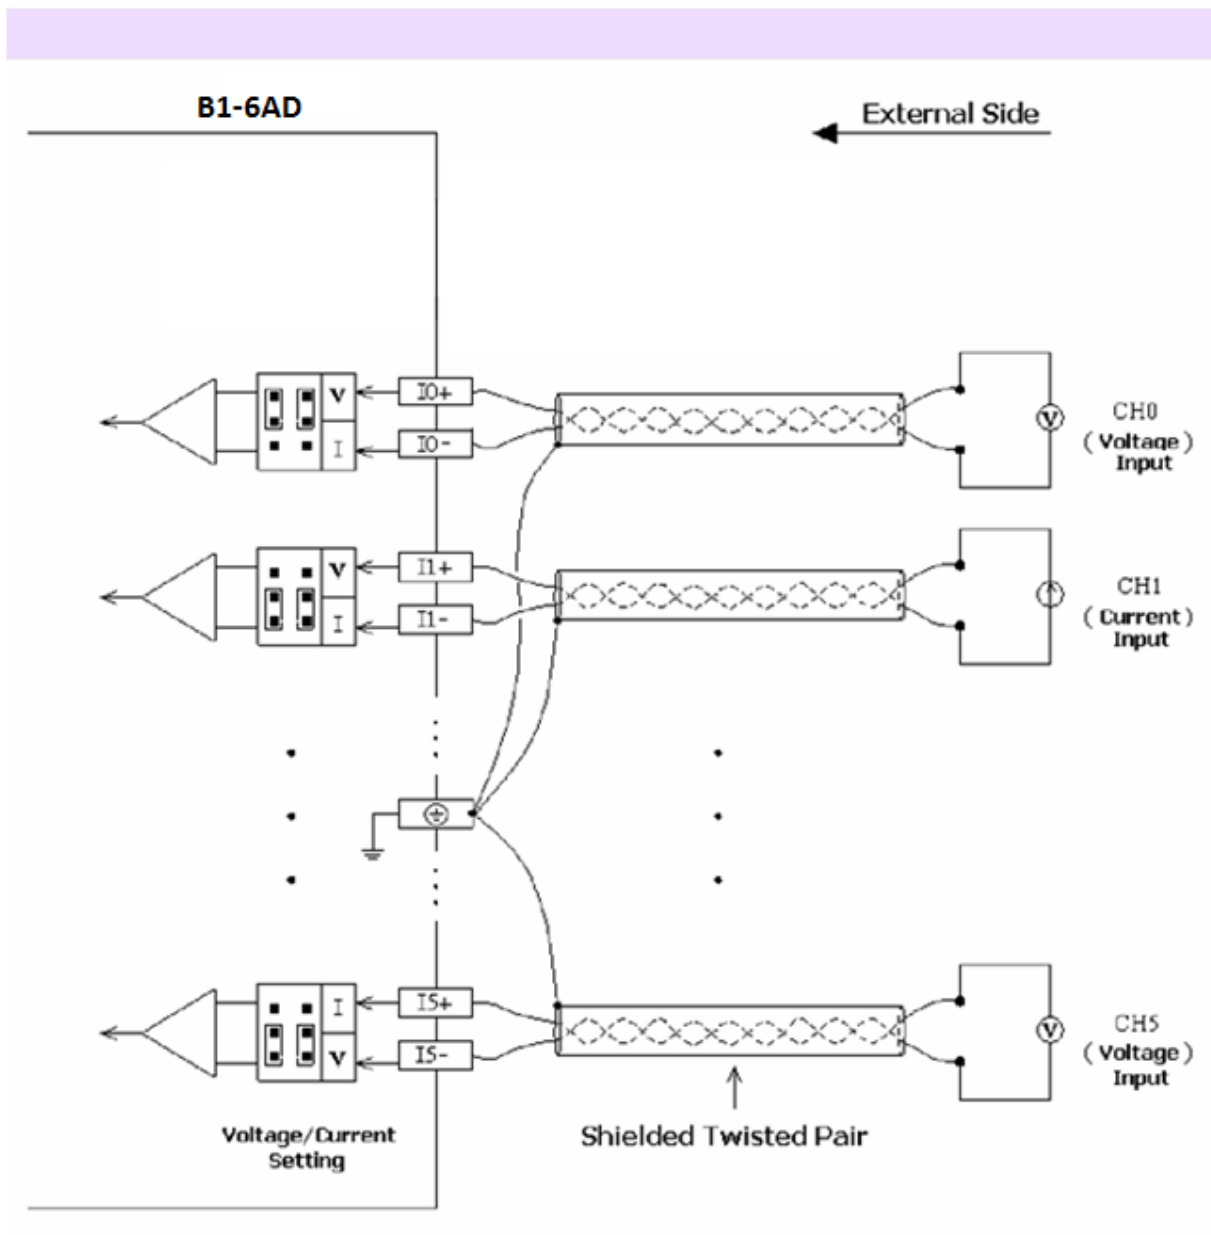 B1-6AD
External Side
V
I0+
I
I0-
V
CH0
(Voltage)
Input
V
I1+
I
I1-
CH1
(Current)
Input
I
I5+
V
I5-
V
CH5
(Voltage)
Input
Voltage/Current
Setting
Shielded Twisted Pair